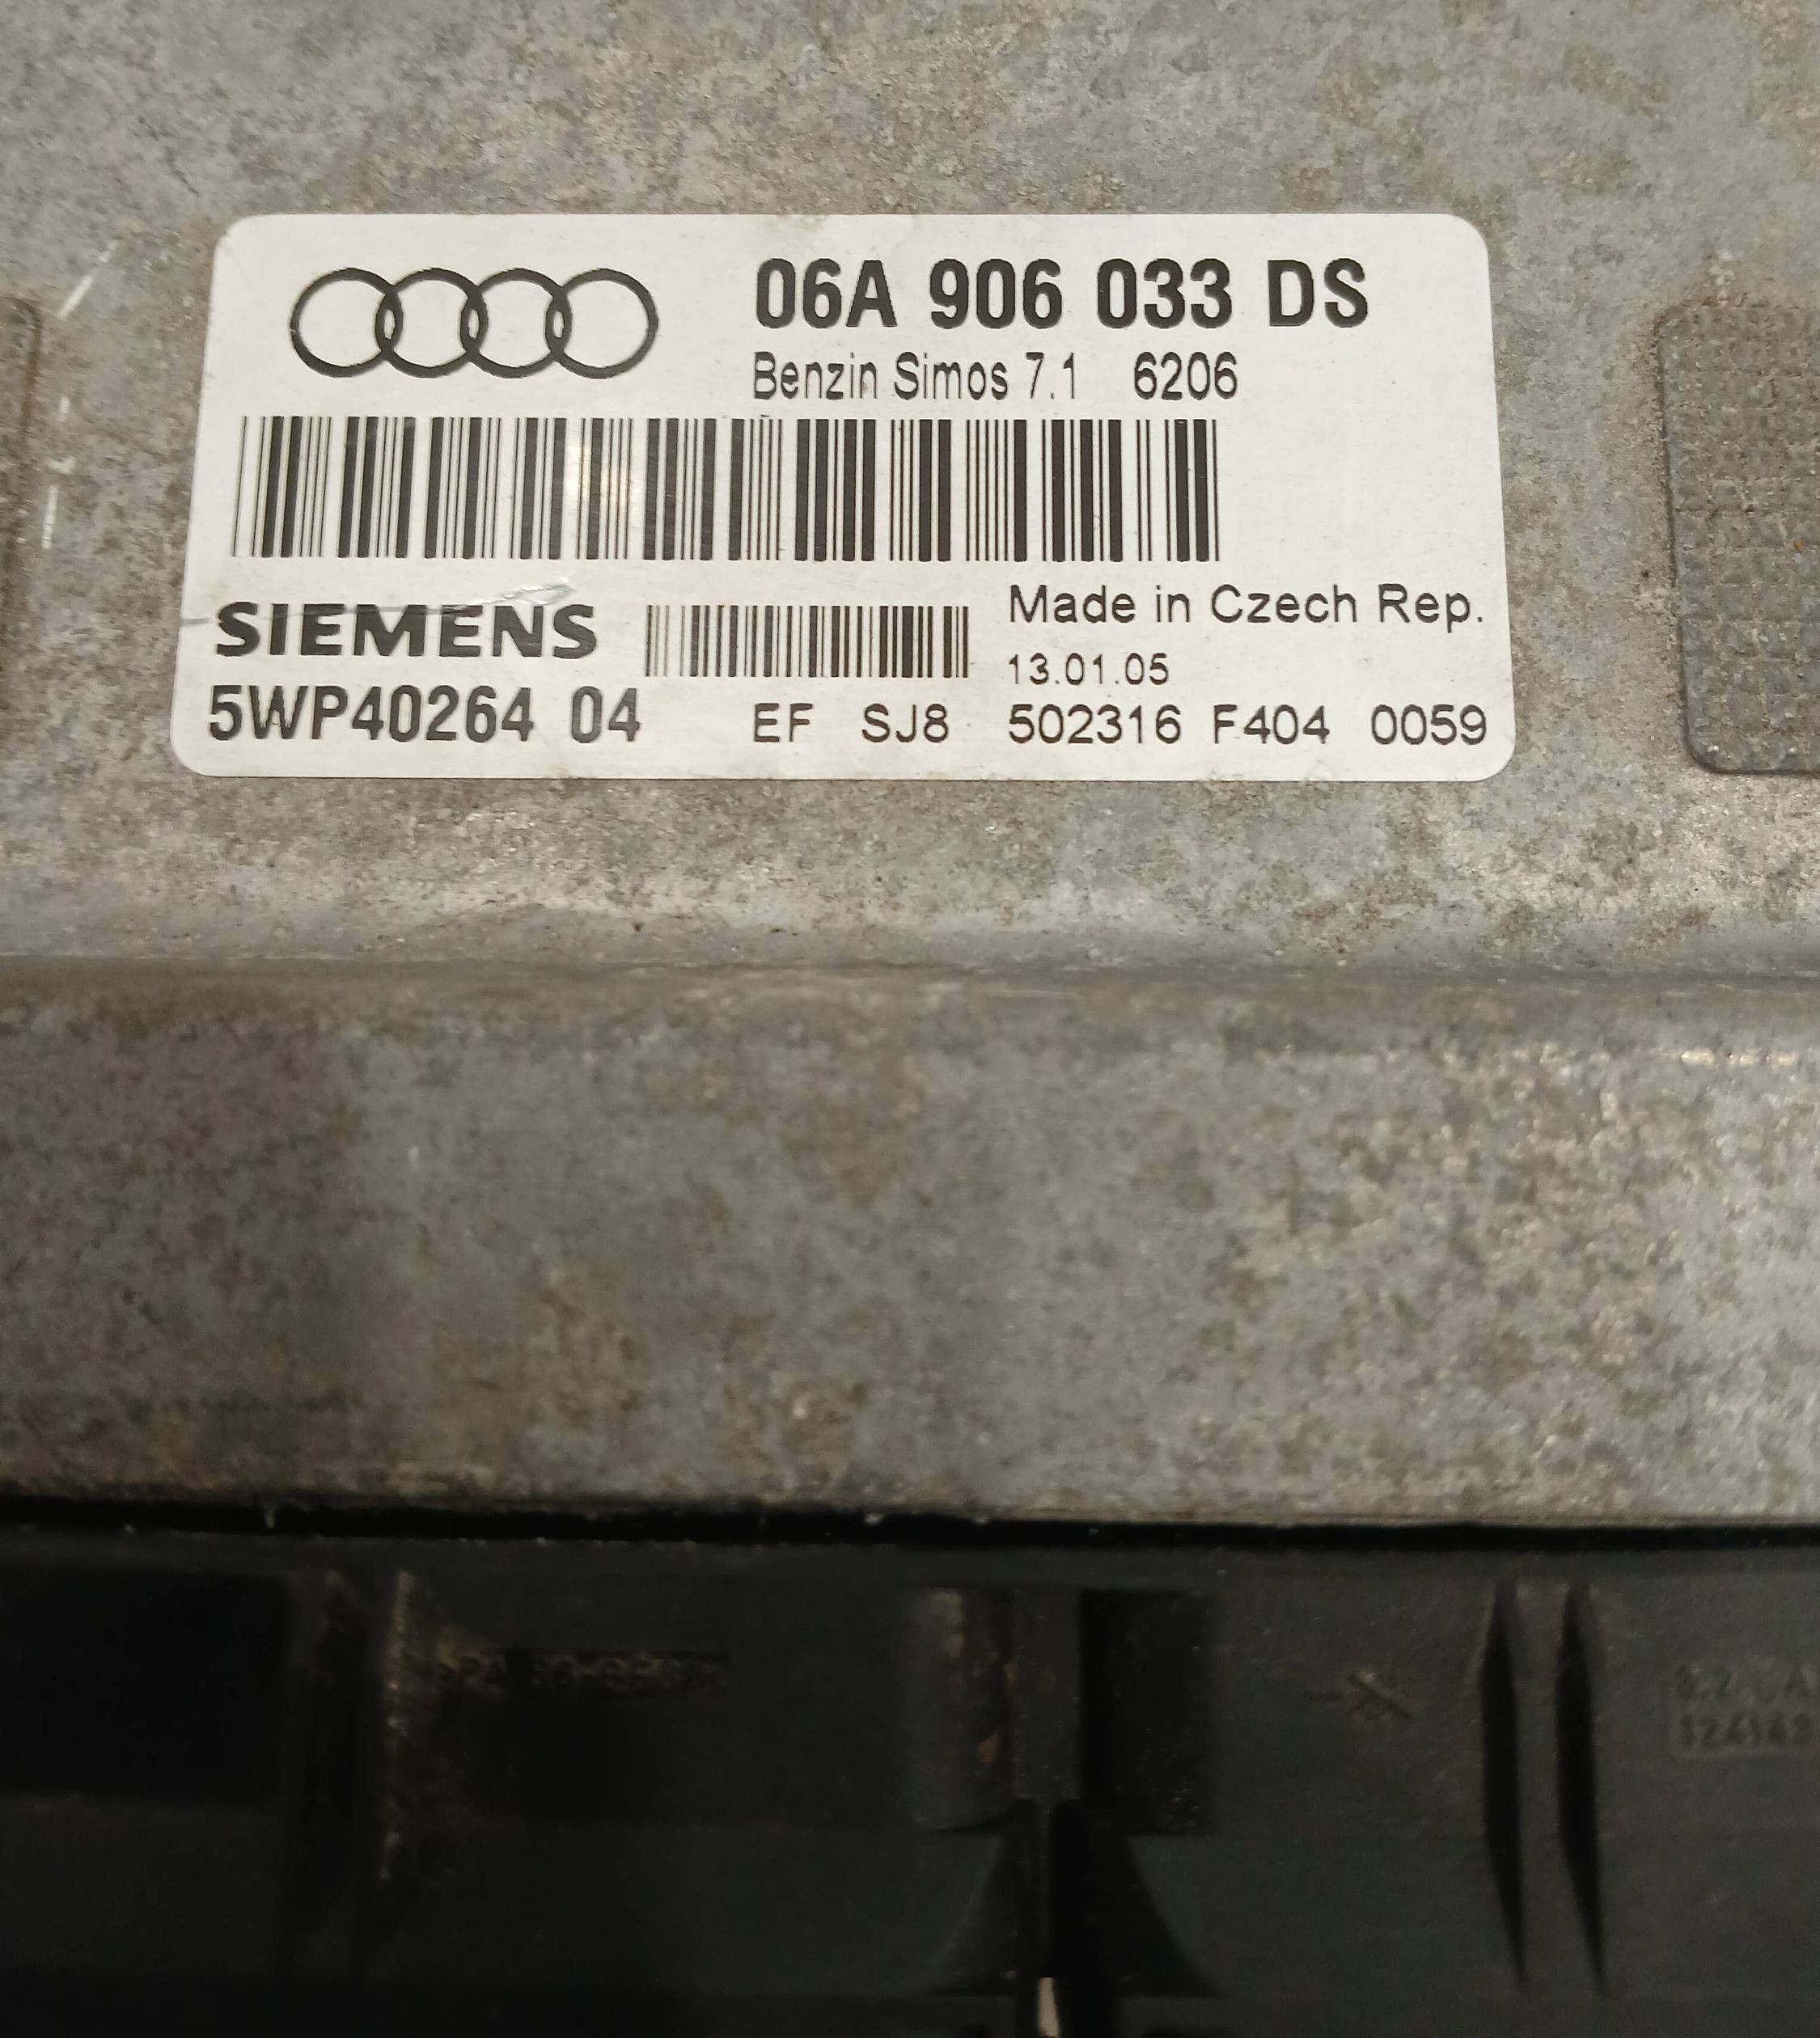 06A 906 033 DS
Benzin Simos 7.1 6206
SIEMENS
Made in Czech Rep.
13.01.05
5WP40264 04 EF SJ8 502316 F404 0059